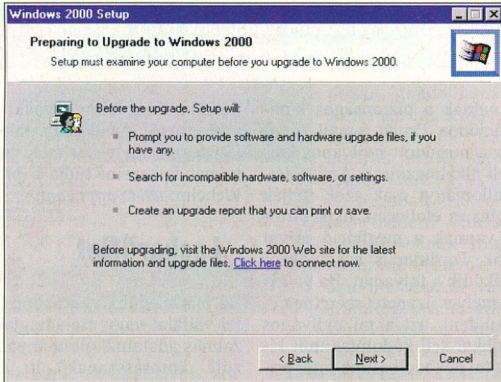 Windows 2000 Setup
Preparing to Upgrade to Windows 2000
Setup must examine your computer before you upgrade to Windows 2000.
Before the upgrade, Setup will:
Prompt you to provide software and hardware upgrade files, if you
have any.
Search for incompatible hardware, software, or settings.
Create an upgrade report that you can print or save.
Before upgrading, visit the Windows 2000 Web site for the latest
information and upgrade files. Click here to connect now.
< Back
Next >
Cancel